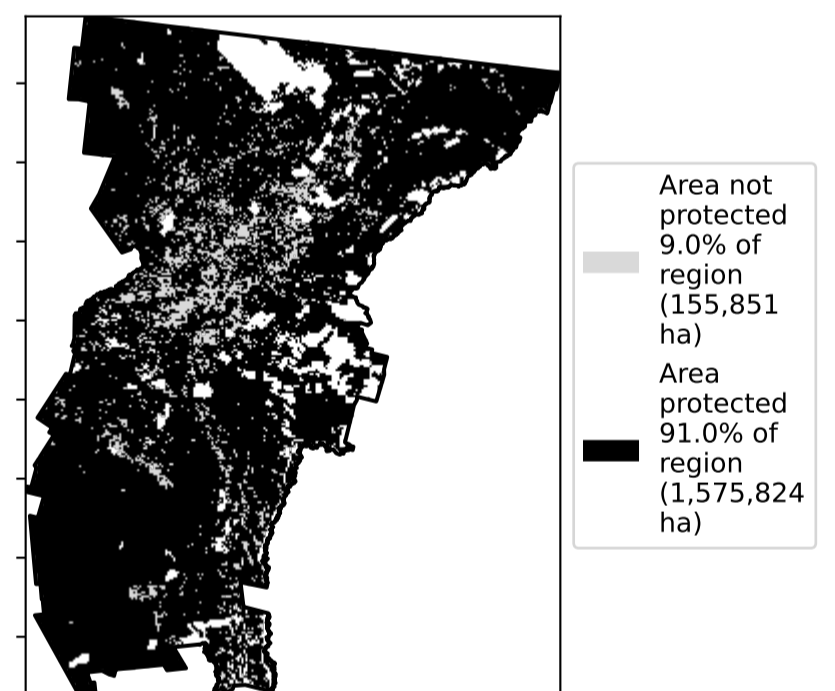 Area not
protected
9.0% of
region
(155,851
ha)
Area
protected
91.0% of
region
(1,575,824
ha)